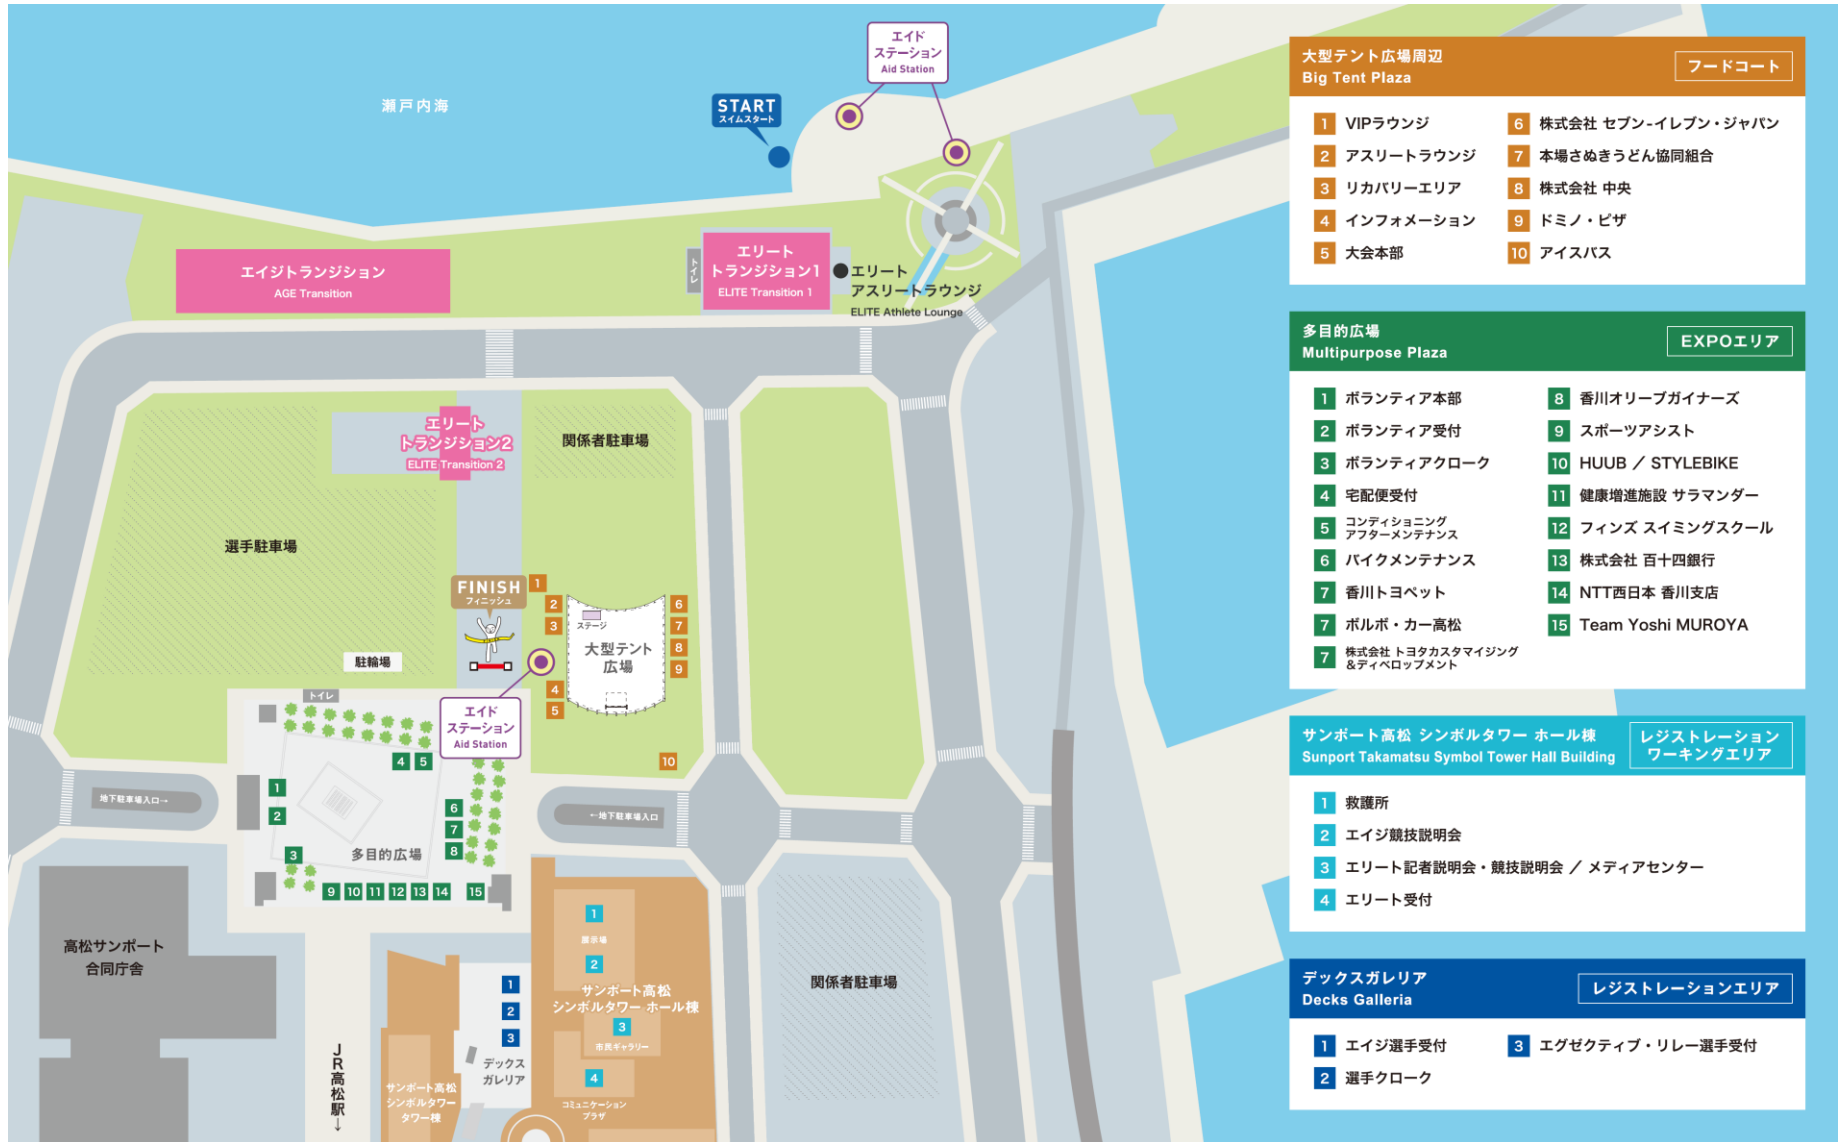 瀬戸内海
エイド
ステーション
Aid Station
START
スイムスタート
エイジトランジション
AGE Transition
トイレ
エリート
トランジション1
ELITE Transition 1
エリート
アスリートラウンジ
ELITE Athlete Lounge
エリート
トランジション2
ELITE Transition 2
関係者駐車場
選手駐車場
FINISH
フィニッシュ
1
2
3
ステージ
大型テント
広場
6
7
8
9
4
5
10
駐輪場
トイレ
エイド
ステーション
Aid Station
4 5
1
2
3
6
7
8
多目的広場
9 10 11 12 13 14 15
地下駐車場入口→
←地下駐車場入口
高松サンポート
合同庁舎
JR高松駅↓
1
2
3
デックス
ガレリア
サンポート高松
シンボルタワー
タワー棟
1
展示場
2
サンポート高松
シンボルタワー ホール棟
3
市民ギャラリー
4
コミュニケーション
プラザ
関係者駐車場
大型テント広場周辺
Big Tent Plaza
フードコート
1 VIPラウンジ
2 アスリートラウンジ
3 リカバリーエリア
4 インフォメーション
5 大会本部
6 株式会社 セブン-イレブン・ジャパン
7 本場さぬきうどん協同組合
8 株式会社 中央
9 ドミノ・ピザ
10 アイスバス
多目的広場
Multipurpose Plaza
EXPOエリア
1 ボランティア本部
2 ボランティア受付
3 ボランティアクローク
4 宅配便受付
5 コンディショニング
アフターメンテナンス
6 バイクメンテナンス
7 香川トヨペット
7 ボルボ・カー高松
7 株式会社 トヨタカスタマイジング
&ディベロップメント
8 香川オリーブガイナーズ
9 スポーツアシスト
10 HUUB ／ STYLEBIKE
11 健康増進施設 サラマンダー
12 フィンズ スイミングスクール
13 株式会社 百十四銀行
14 NTT西日本 香川支店
15 Team Yoshi MUROYA
サンポート高松 シンボルタワー ホール棟
Sunport Takamatsu Symbol Tower Hall Building
レジストレーション
ワーキングエリア
1 救護所
2 エイジ競技説明会
3 エリート記者説明会・競技説明会 ／ メディアセンター
4 エリート受付
デックスガレリア
Decks Galleria
レジストレーションエリア
1 エイジ選手受付
2 選手クローク
3 エグゼクティブ・リレー選手受付